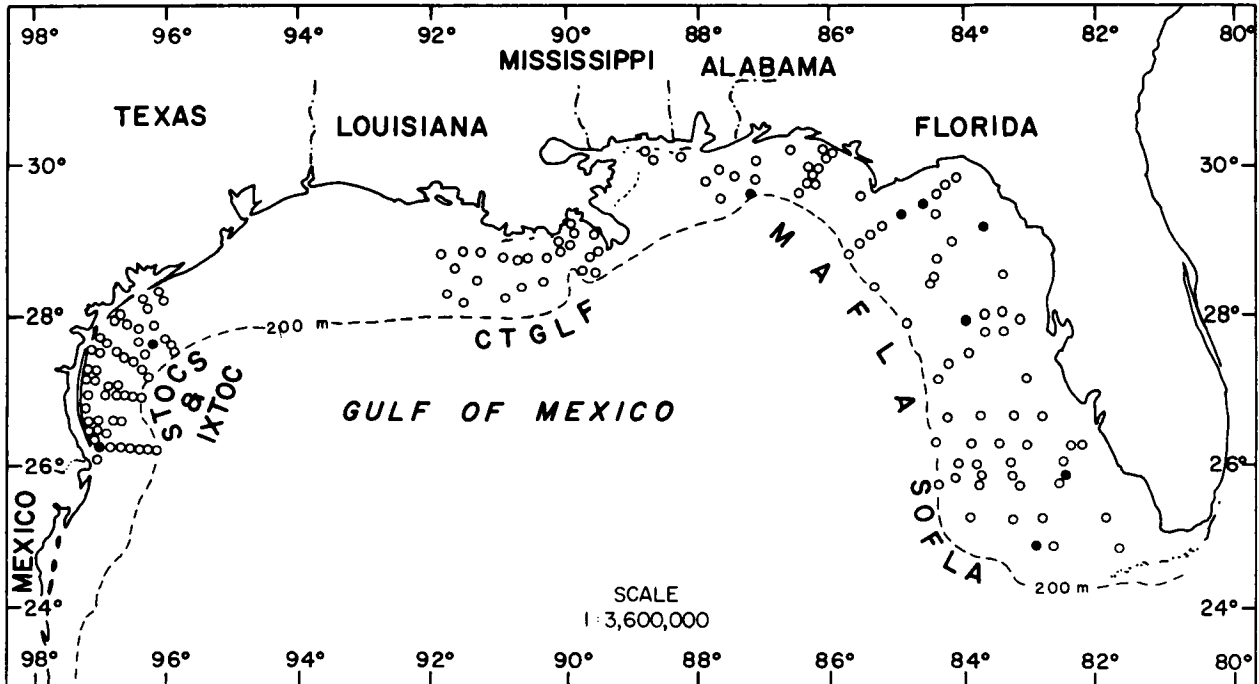 98° 96° 94° 92° 90° 88° 86° 84° 82° 80°
MISSISSIPPI ALABAMA
TEXAS LOUISIANA FLORIDA
30° 30°
28° 28°
200 m
CTGLF
MAFLA
STOCS
&
IXTOC
GULF OF MEXICO
26° 26°
SOFLA
MEXICO
200 m
SCALE
1:3,600,000
24° 24°
98° 96° 94° 92° 90° 88° 86° 84° 82° 80°